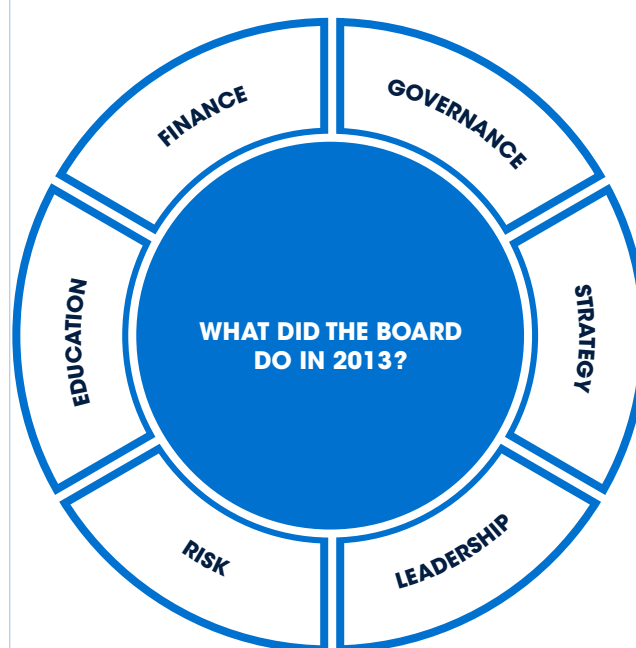 FINANCE
GOVERNANCE
EDUCATION
WHAT DID THE BOARD
DO IN 2013?
STRATEGY
RISK
LEADERSHIP